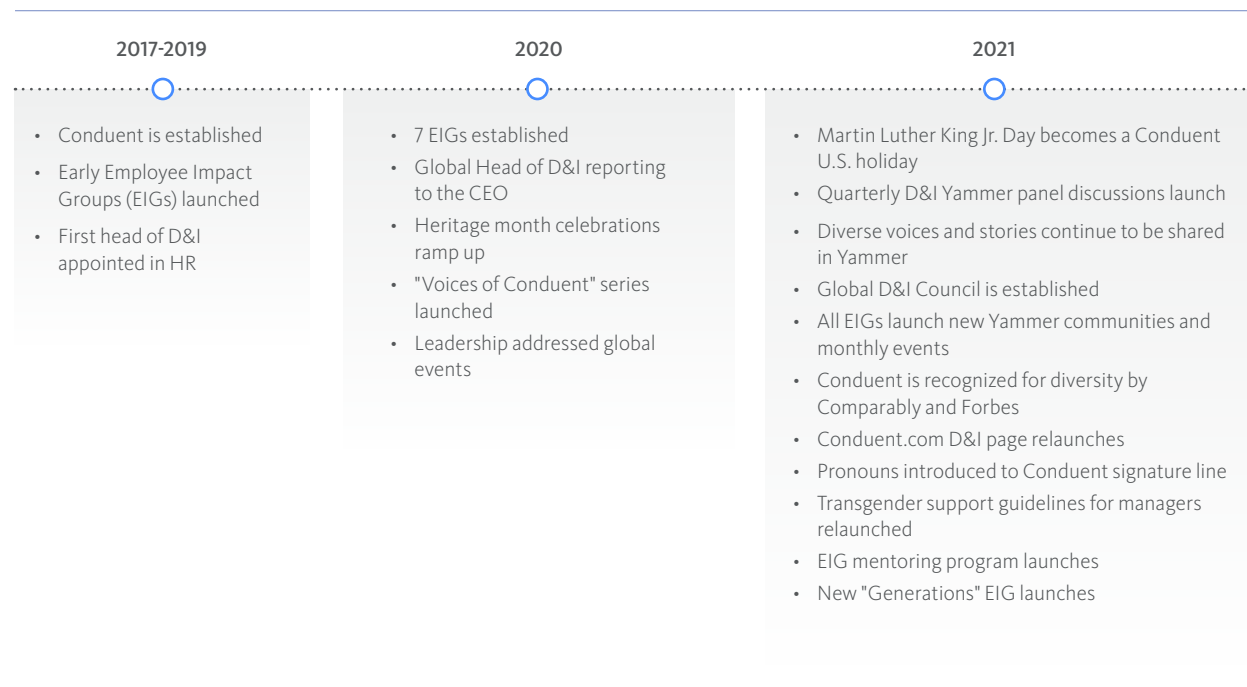 2017-2019
• Conduent is established
• Early Employee Impact
Groups (EIGs) launched
• First head of D&I
appointed in HR
2020
• 7 EIGs established
• Global Head of D&I reporting
to the CEO
• Heritage month celebrations
ramp up
• "Voices of Conduent" series
launched
• Leadership addressed global
events
2021
• Martin Luther King Jr. Day becomes a Conduent
U.S. holiday
• Quarterly D&I Yammer panel discussions launch
• Diverse voices and stories continue to be shared
in Yammer
• Global D&I Council is established
• All EIGs launch new Yammer communities and
monthly events
• Conduent is recognized for diversity by
Comparably and Forbes
• Conduent.com D&I page relaunches
• Pronouns introduced to Conduent signature line
• Transgender support guidelines for managers
relaunched
• EIG mentoring program launches
• New "Generations" EIG launches